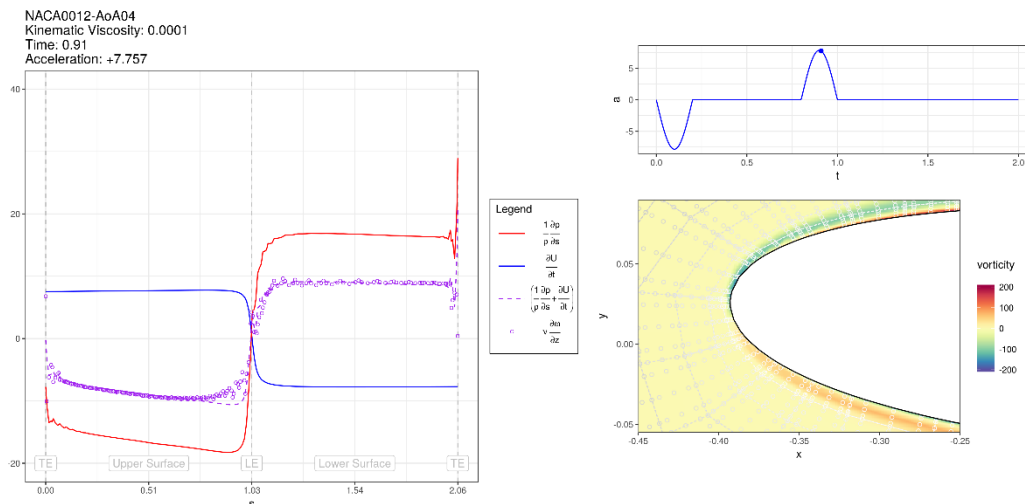 NACA0012-AoA04
Kinematic Viscosity: 0.0001
Time: 0.91
Acceleration: +7.757
40
20
0
-20
TE
Upper Surface
LE
Lower Surface
TE
0.00
0.51
1.03
1.54
2.06
s
Legend
1 ∂p
ρ ∂s
∂U
∂t
(1 ∂p + ∂U)
ρ ∂s ∂t
ν ∂ω
∂z
5
0
-5
a
0.0
0.5
1.0
1.5
2.0
t
0.05
0.00
-0.05
y
-0.45
-0.40
-0.35
-0.30
-0.25
x
vorticity
200
100
0
-100
-200